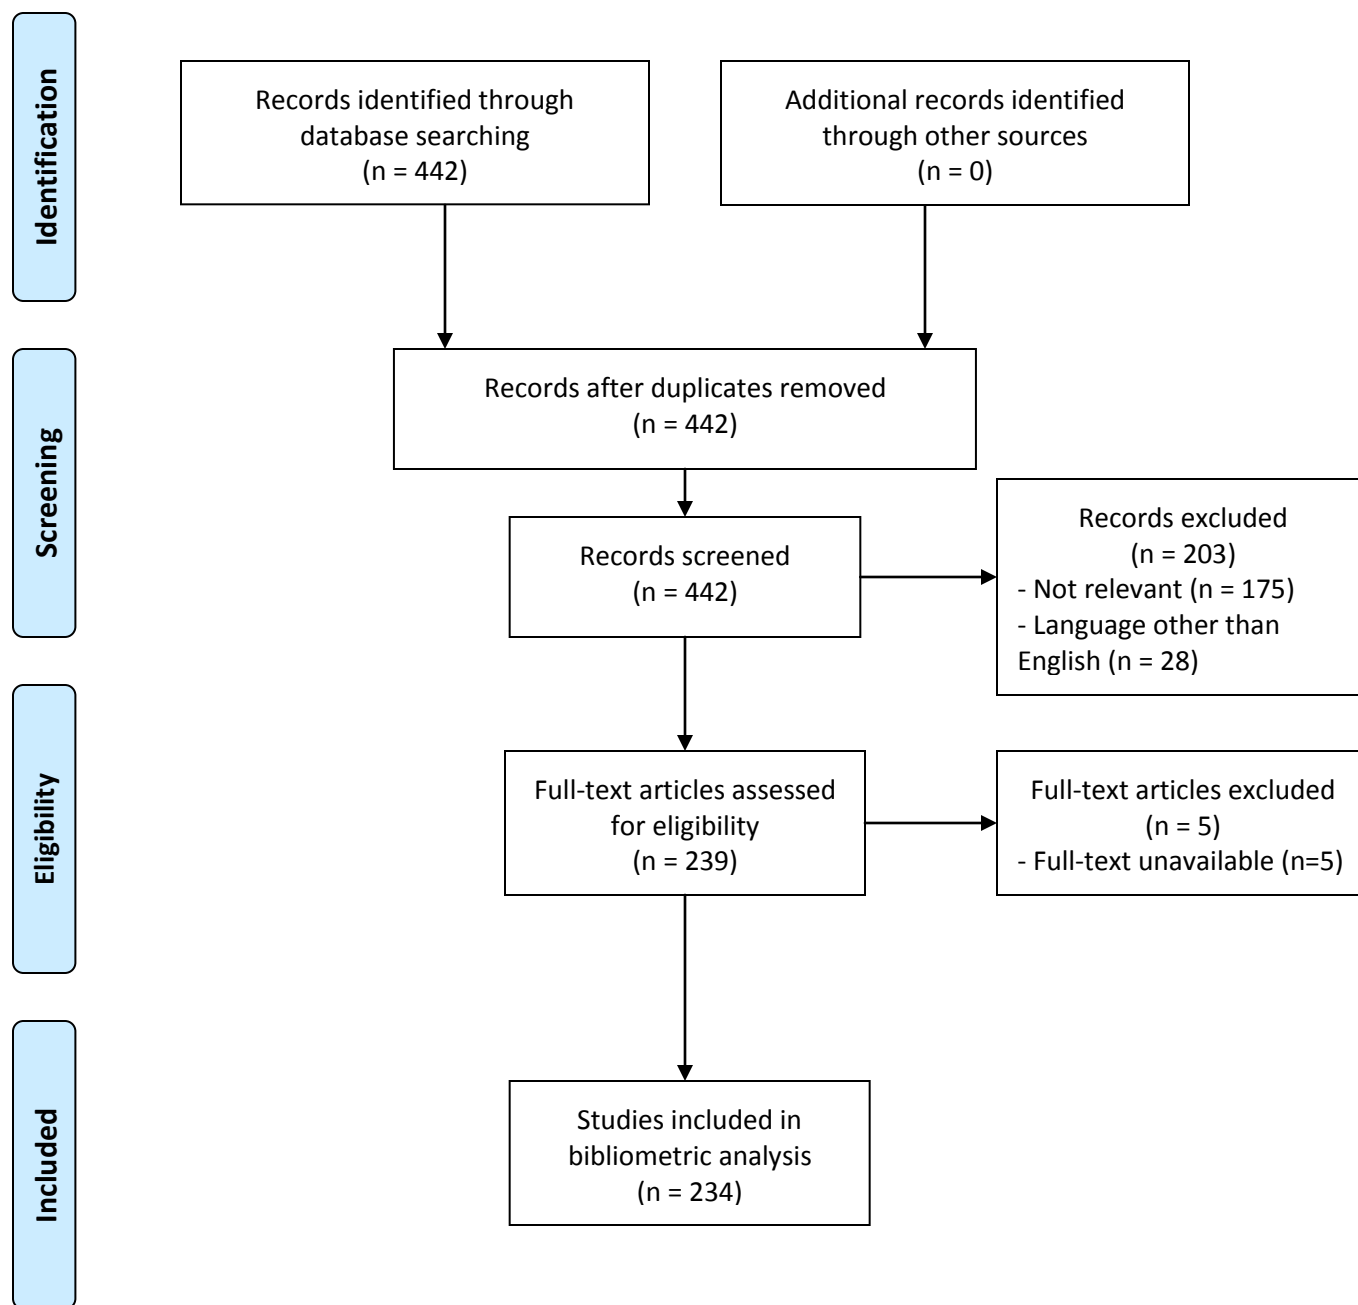 Identification
Records identified through
database searching
(n = 442)
Additional records identified
through other sources
(n = 0)
Screening
Records after duplicates removed
(n = 442)
Records screened
(n = 442)
Records excluded
(n = 203)
- Not relevant (n = 175)
- Language other than
English (n = 28)
Eligibility
Full-text articles assessed
for eligibility
(n = 239)
Full-text articles excluded
(n = 5)
- Full-text unavailable (n=5)
Included
Studies included in
bibliometric analysis
(n = 234)